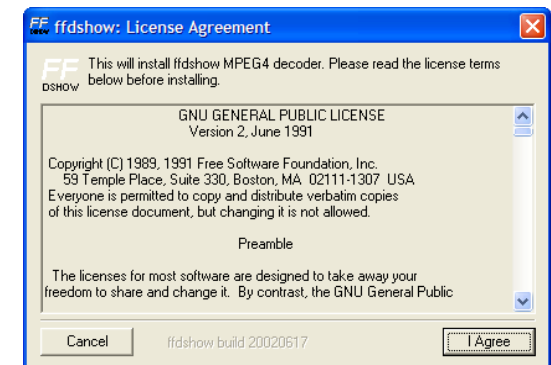 FF DSHOW ffdshow: License Agreement
FF
DSHOW
This will install ffdshow MPEG4 decoder. Please read the license terms
below before installing.
GNU GENERAL PUBLIC LICENSE
Version 2, June 1991
Copyright (C) 1989, 1991 Free Software Foundation, Inc.
59 Temple Place, Suite 330, Boston, MA 02111-1307 USA
Everyone is permitted to copy and distribute verbatim copies
of this license document, but changing it is not allowed.
Preamble
The licenses for most software are designed to take away your
freedom to share and change it. By contrast, the GNU General Public
Cancel
ffdshow build 20020617
I Agree